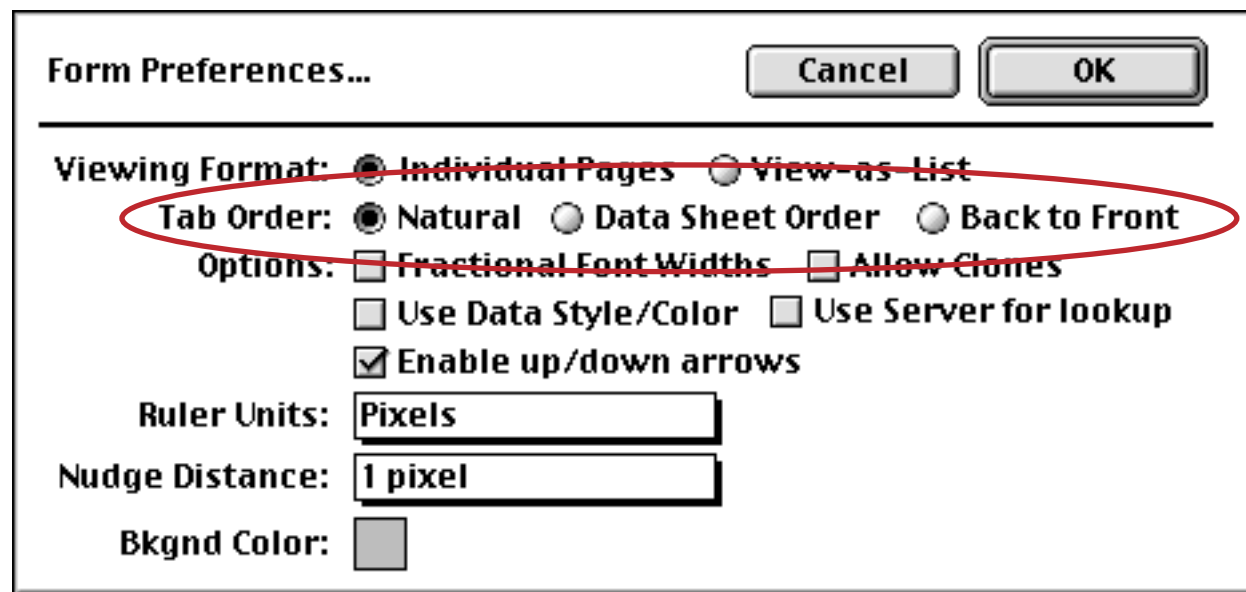 Form Preferences... Cancel OK
Viewing Format: Individual Pages View-as-List
Tab Order: Natural Data Sheet Order Back to Front
Options: Fractional Font Widths Allow Clones
Use Data Style/Color Use Server for lookup
Enable up/down arrows
Ruler Units: Pixels
Nudge Distance: 1 pixel
Bkgnd Color: